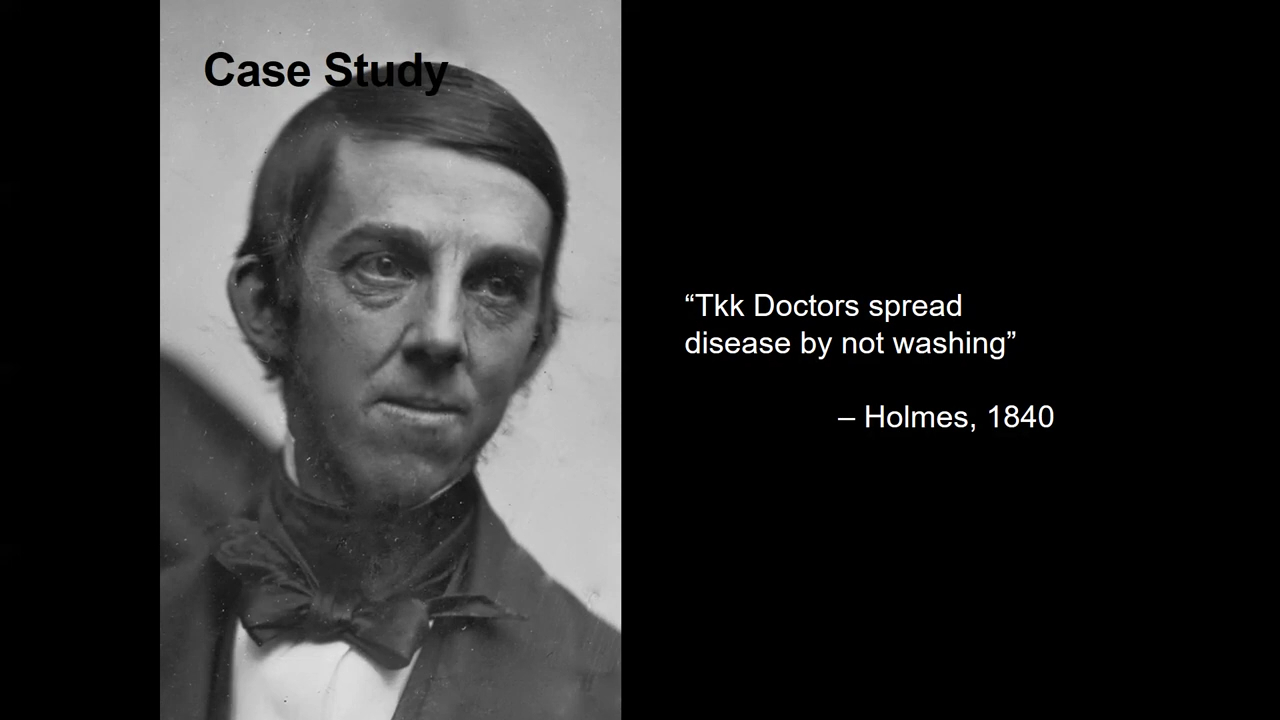 Case Study
“Tkk Doctors spread
disease by not washing”
– Holmes, 1840